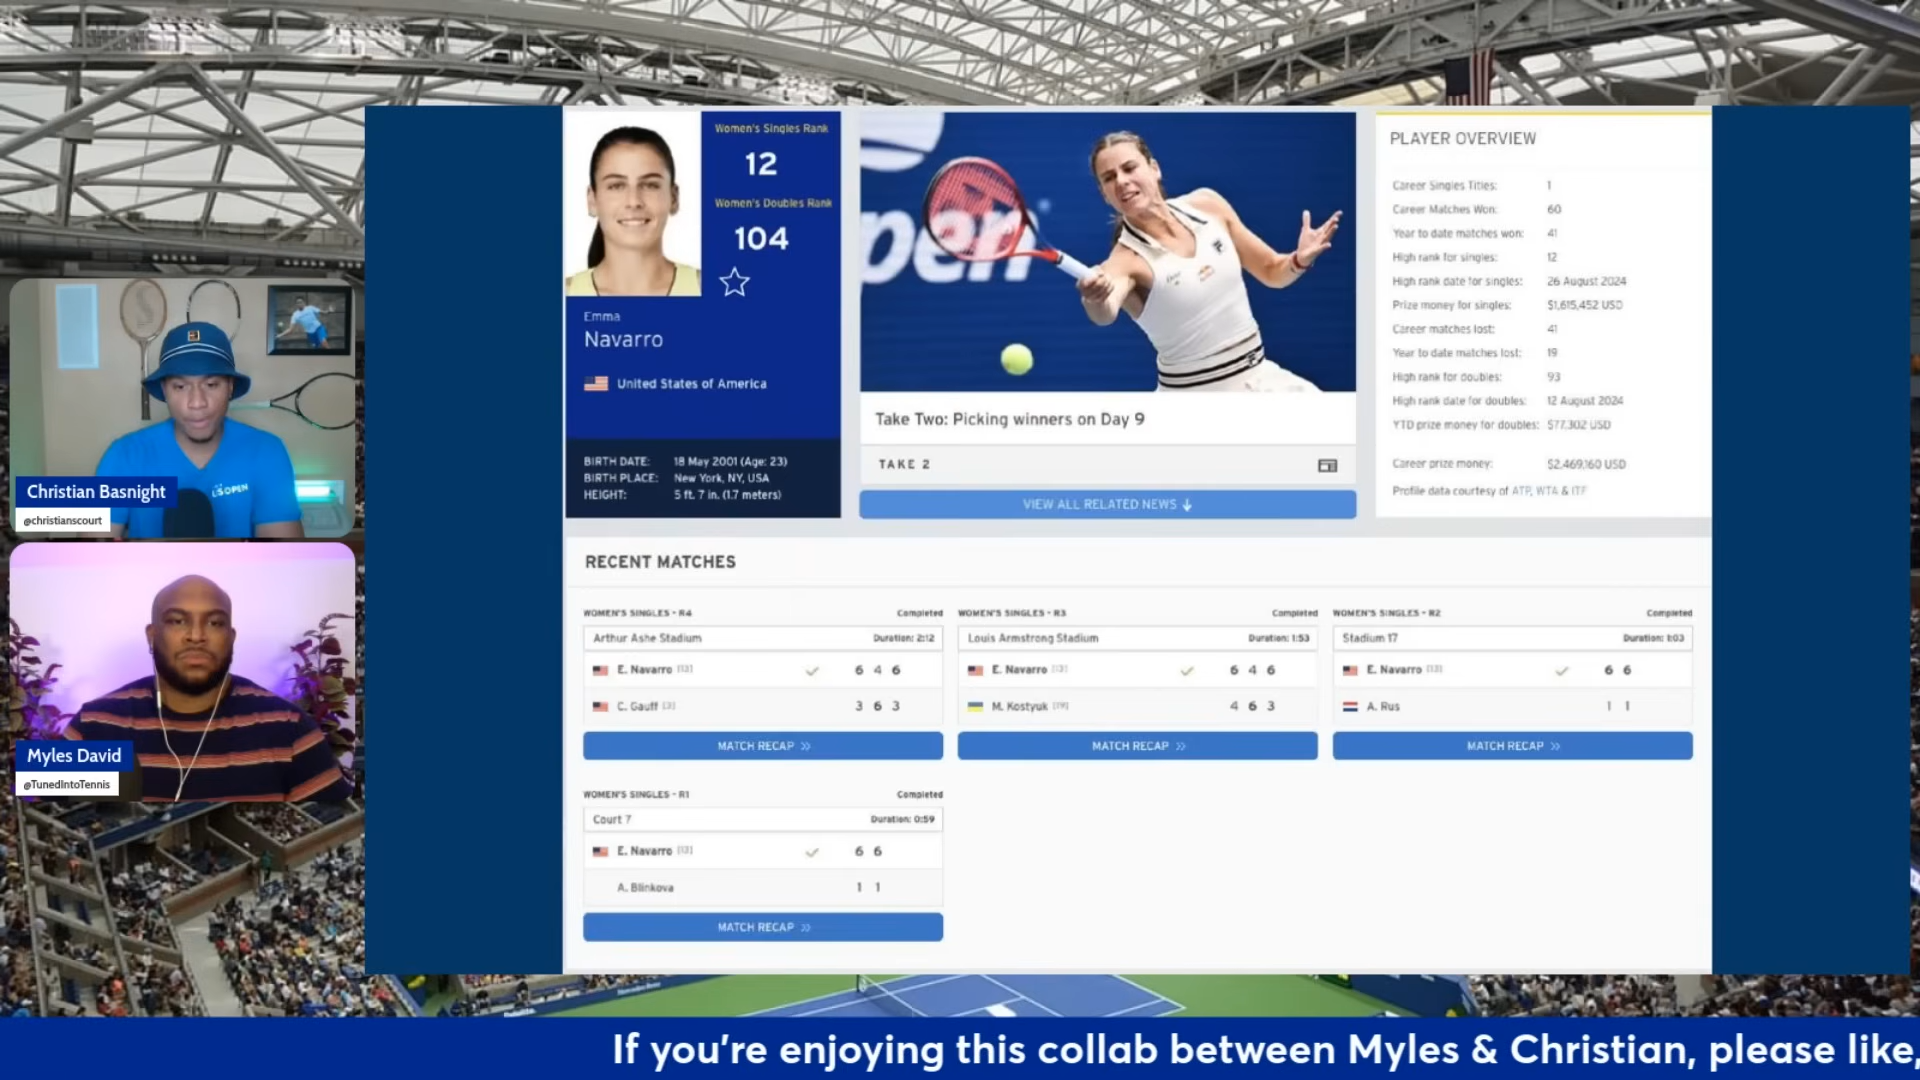 Women's Singles Rank
12
Women's Doubles Rank
104
Emma
Navarro
United States of America
BIRTH DATE: 18 May 2001 (Age: 23)
BIRTH PLACE: New York, NY, USA
HEIGHT: 5 ft. 7 in. (1.7 meters)
pen
Take Two: Picking winners on Day 9
TAKE 2
VIEW ALL RELATED NEWS
PLAYER OVERVIEW
Career Singles Titles: 1
Career Matches Won: 60
Year to date matches won: 41
High rank for singles: 12
High rank date for singles: 26 August 2024
Prize money for singles: $1,615,452 USD
Career matches lost: 41
Year to date matches lost: 19
High rank for doubles: 93
High rank date for doubles: 12 August 2024
YTD prize money for doubles: $77,302 USD
Career prize money: $2,469,160 USD
Profile data courtesy of ATP, WTA & ITF
US OPEN
Christian Basnight
@christianscourt
Myles David
@TunedIntoTennis
RECENT MATCHES
WOMEN'S SINGLES - R4 Completed
Arthur Ashe Stadium Duration: 2:12
E. Navarro [13] 6 4 6
C. Gauff [3] 3 6 3
MATCH RECAP >>
WOMEN'S SINGLES - R3 Completed
Louis Armstrong Stadium Duration: 1:53
E. Navarro [13] 6 4 6
M. Kostyuk [19] 4 6 3
MATCH RECAP >>
WOMEN'S SINGLES - R2 Completed
Stadium 17 Duration: 1:03
E. Navarro [13] 6 6
A. Rus 1 1
MATCH RECAP >>
WOMEN'S SINGLES - R1 Completed
Court 7 Duration: 0:59
E. Navarro [13] 6 6
A. Blinkova 1 1
MATCH RECAP >>
If you're enjoying this collab between Myles & Christian, please like,